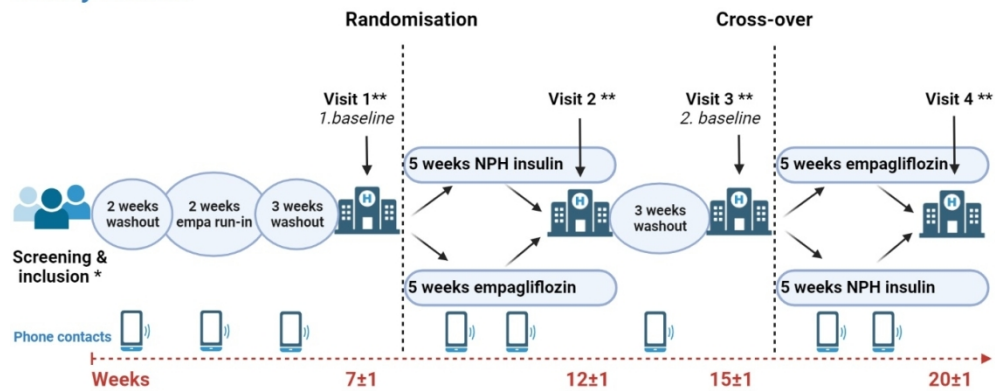 Randomisation
Cross-over
Visit 1**
1.baseline
Visit 2 **
Visit 3 **
2. baseline
Visit 4 **
5 weeks NPH insulin
5 weeks empagliflozin
2 weeks
washout
2 weeks
empa run-in
3 weeks
washout
H
H
3 weeks
washout
H
H
Screening &
inclusion *
5 weeks empagliflozin
5 weeks NPH insulin
Phone contacts
Weeks
7±1
12±1
15±1
20±1